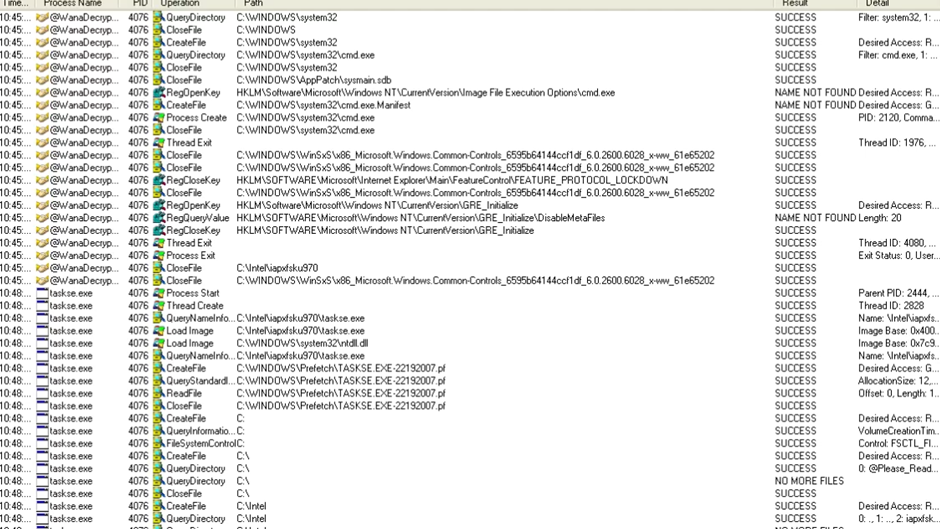 Time... Process Name PID Operation Path Result Detail
10:45:... @WanaDecryp... 4076 QueryDirectory C:\WINDOWS\system32 SUCCESS Filter: system32, 1: ...
10:45:... @WanaDecryp... 4076 CloseFile C:\WINDOWS SUCCESS
10:45:... @WanaDecryp... 4076 CreateFile C:\WINDOWS\system32 SUCCESS Desired Access: R...
10:45:... @WanaDecryp... 4076 QueryDirectory C:\WINDOWS\system32\cmd.exe SUCCESS Filter: cmd.exe, 1: ...
10:45:... @WanaDecryp... 4076 CloseFile C:\WINDOWS\system32 SUCCESS
10:45:... @WanaDecryp... 4076 CloseFile C:\WINDOWS\AppPatch\sysmain.sdb SUCCESS
10:45:... @WanaDecryp... 4076 RegOpenKey HKLM\Software\Microsoft\Windows NT\CurrentVersion\Image File Execution Options\cmd.exe NAME NOT FOUND Desired Access: R...
10:45:... @WanaDecryp... 4076 CreateFile C:\WINDOWS\system32\cmd.exe.Manifest NAME NOT FOUND Desired Access: G...
10:45:... @WanaDecryp... 4076 Process Create C:\WINDOWS\system32\cmd.exe SUCCESS PID: 2120, Comma...
10:45:... @WanaDecryp... 4076 CloseFile C:\WINDOWS\system32\cmd.exe SUCCESS
10:45:... @WanaDecryp... 4076 Thread Exit SUCCESS Thread ID: 1976, ...
10:45:... @WanaDecryp... 4076 CloseFile C:\WINDOWS\WinSxS\x86_Microsoft.Windows.Common-Controls_6595b64144ccf1df_6.0.2600.6028_x-ww_61e65202 SUCCESS
10:45:... @WanaDecryp... 4076 CloseFile C:\WINDOWS\WinSxS\x86_Microsoft.Windows.Common-Controls_6595b64144ccf1df_6.0.2600.6028_x-ww_61e65202 SUCCESS
10:45:... @WanaDecryp... 4076 RegCloseKey HKLM\SOFTWARE\Microsoft\Internet Explorer\Main\FeatureControl\FEATURE_PROTOCOL_LOCKDOWN SUCCESS
10:45:... @WanaDecryp... 4076 CloseFile C:\WINDOWS\WinSxS\x86_Microsoft.Windows.Common-Controls_6595b64144ccf1df_6.0.2600.6028_x-ww_61e65202 SUCCESS
10:45:... @WanaDecryp... 4076 RegOpenKey HKLM\Software\Microsoft\Windows NT\CurrentVersion\GRE_Initialize SUCCESS Desired Access: R...
10:45:... @WanaDecryp... 4076 RegQueryValue HKLM\SOFTWARE\Microsoft\Windows NT\CurrentVersion\GRE_Initialize\DisableMetaFiles NAME NOT FOUND Length: 20
10:45:... @WanaDecryp... 4076 RegCloseKey HKLM\SOFTWARE\Microsoft\Windows NT\CurrentVersion\GRE_Initialize SUCCESS
10:45:... @WanaDecryp... 4076 Thread Exit SUCCESS Thread ID: 4080, ...
10:45:... @WanaDecryp... 4076 Process Exit SUCCESS Exit Status: 0, User...
10:45:... @WanaDecryp... 4076 CloseFile C:\Intel\iapxfsku970 SUCCESS
10:45:... @WanaDecryp... 4076 CloseFile C:\WINDOWS\WinSxS\x86_Microsoft.Windows.Common-Controls_6595b64144ccf1df_6.0.2600.6028_x-ww_61e65202 SUCCESS
10:48:... taskse.exe 4076 Process Start SUCCESS Parent PID: 2444, ...
10:48:... taskse.exe 4076 Thread Create SUCCESS Thread ID: 2828
10:48:... taskse.exe 4076 QueryNameInfo... C:\Intel\iapxfsku970\taskse.exe SUCCESS Name: \Intel\iapxfs...
10:48:... taskse.exe 4076 Load Image C:\Intel\iapxfsku970\taskse.exe SUCCESS Image Base: 0x400...
10:48:... taskse.exe 4076 Load Image C:\WINDOWS\system32\ntdll.dll SUCCESS Image Base: 0x7c9...
10:48:... taskse.exe 4076 QueryNameInfo... C:\Intel\iapxfsku970\taskse.exe SUCCESS Name: \Intel\iapxfs...
10:48:... taskse.exe 4076 CreateFile C:\WINDOWS\Prefetch\TASKSE.EXE-22192007.pf SUCCESS Desired Access: G...
10:48:... taskse.exe 4076 QueryStandardI... C:\WINDOWS\Prefetch\TASKSE.EXE-22192007.pf SUCCESS AllocationSize: 12,...
10:48:... taskse.exe 4076 ReadFile C:\WINDOWS\Prefetch\TASKSE.EXE-22192007.pf SUCCESS Offset: 0, Length: 1...
10:48:... taskse.exe 4076 CloseFile C:\WINDOWS\Prefetch\TASKSE.EXE-22192007.pf SUCCESS
10:48:... taskse.exe 4076 CreateFile C: SUCCESS Desired Access: R...
10:48:... taskse.exe 4076 QueryInformatio... C: SUCCESS VolumeCreationTim...
10:48:... taskse.exe 4076 FileSystemControl C: SUCCESS Control: FSCTL_FI...
10:48:... taskse.exe 4076 CreateFile C:\ SUCCESS Desired Access: R...
10:48:... taskse.exe 4076 QueryDirectory C:\ SUCCESS 0: @Please_Read...
10:48:... taskse.exe 4076 QueryDirectory C:\ NO MORE FILES
10:48:... taskse.exe 4076 CloseFile C:\ SUCCESS
10:48:... taskse.exe 4076 CreateFile C:\Intel SUCCESS Desired Access: R...
10:48:... taskse.exe 4076 QueryDirectory C:\Intel SUCCESS 0: ., 1: .., 2: iapxfsk...